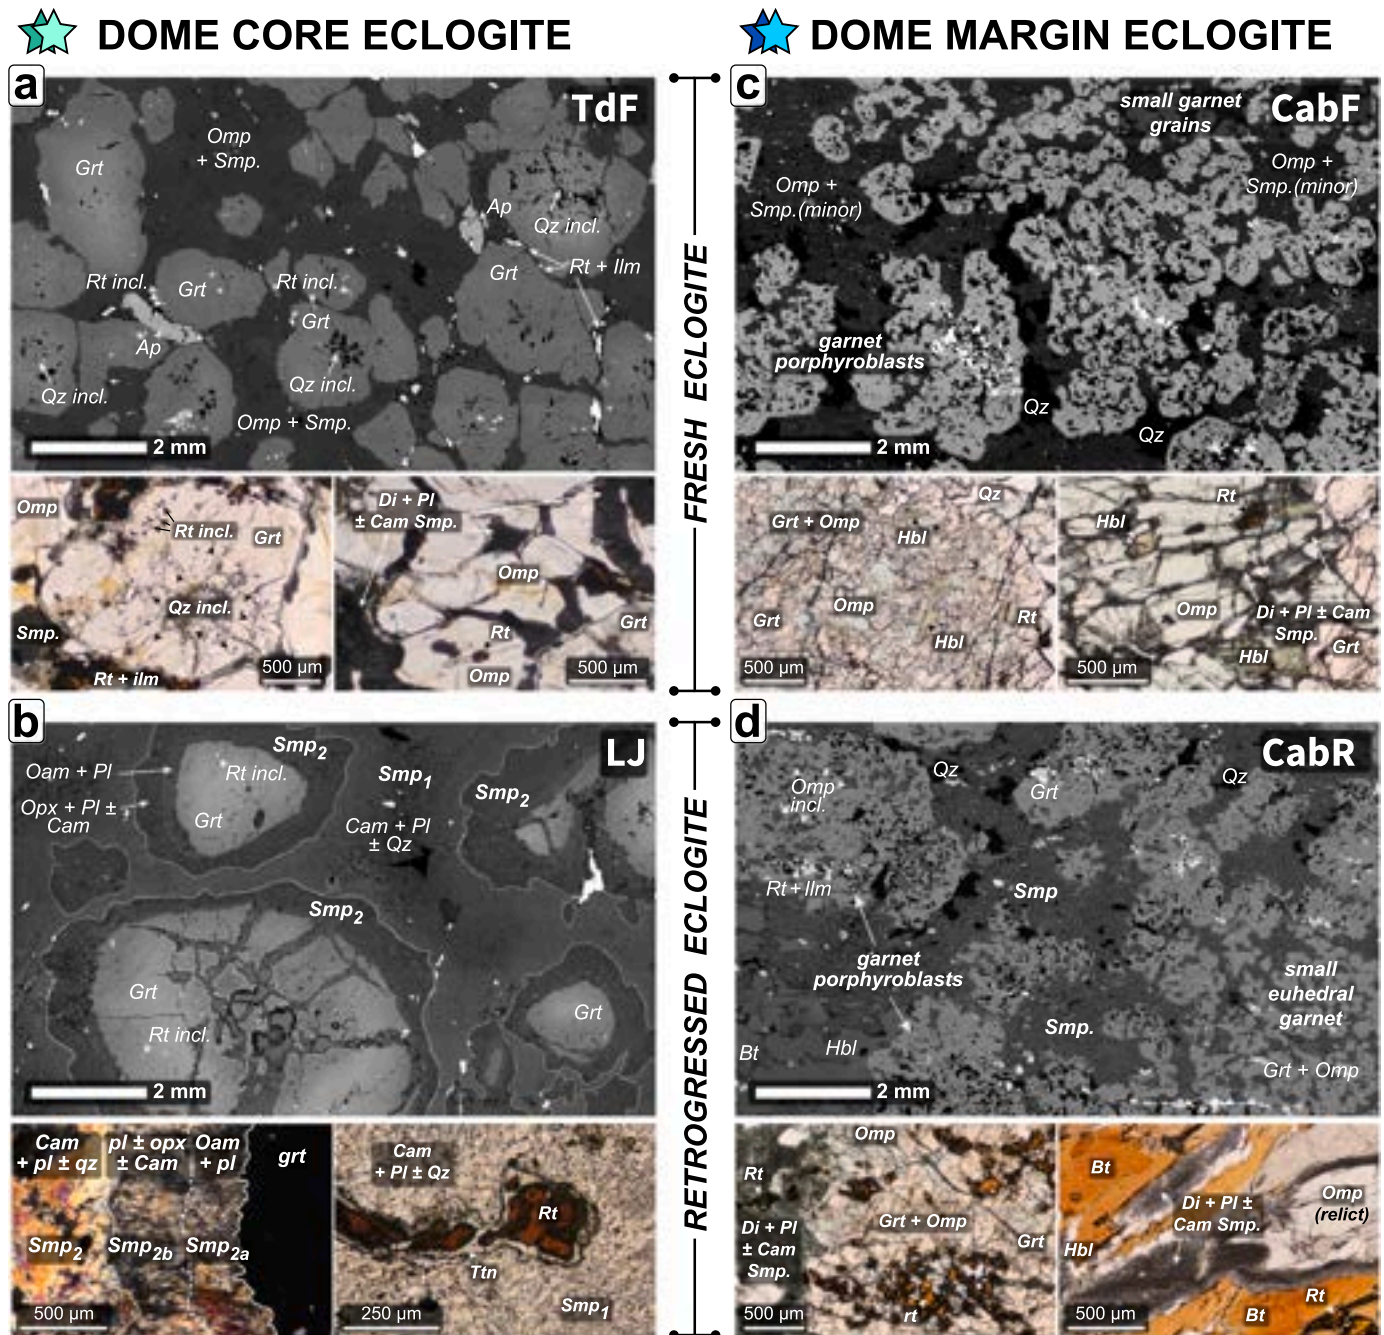 DOME CORE ECLOGITE
DOME MARGIN ECLOGITE
a
TdF
Omp
+ Smp.
Grt
Ap
Qz incl.
Rt incl.
Grt
Rt incl.
Grt
Rt + Ilm
Grt
Ap
Qz incl.
Qz incl.
Omp + Smp.
2 mm
Omp
Rt incl.
Grt
Qz incl.
Smp.
Rt + ilm
500 µm
Di + Pl
± Cam Smp.
Omp
Rt
Grt
Omp
500 µm
FRESH ECLOGITE
c
CabF
small garnet
grains
Omp +
Smp.(minor)
Omp +
Smp.(minor)
garnet
porphyroblasts
Qz
Qz
2 mm
Qz
Grt + Omp
Hbl
Omp
Grt
Rt
Hbl
500 µm
Rt
Hbl
Omp
Di + Pl ± Cam
Smp.
Hbl
Grt
500 µm
b
LJ
Smp2
Oam + Pl
Rt incl.
Smp1
Smp2
Opx + Pl ±
Cam
Grt
Cam + Pl
± Qz
Smp2
Grt
Grt
Rt incl.
2 mm
Cam
+ pl ± qz
pl ± opx
± Cam
Oam
+ pl
grt
Smp2
Smp2b
Smp2a
500 µm
Cam
+ Pl ± Qz
Rt
Ttn
Smp1
250 µm
RETROGRESSED ECLOGITE
d
CabR
Qz
Qz
Omp
incl.
Grt
Rt+Ilm
Smp
garnet
porphyroblasts
small
euhedral
garnet
Smp.
Bt
Hbl
Grt + Omp
2 mm
Omp
Rt
Grt + Omp
Di + Pl
± Cam
Smp.
Grt
rt
500 µm
Bt
Di + Pl ±
Cam Smp.
Omp
(relict)
Hbl
Rt
Bt
500 µm